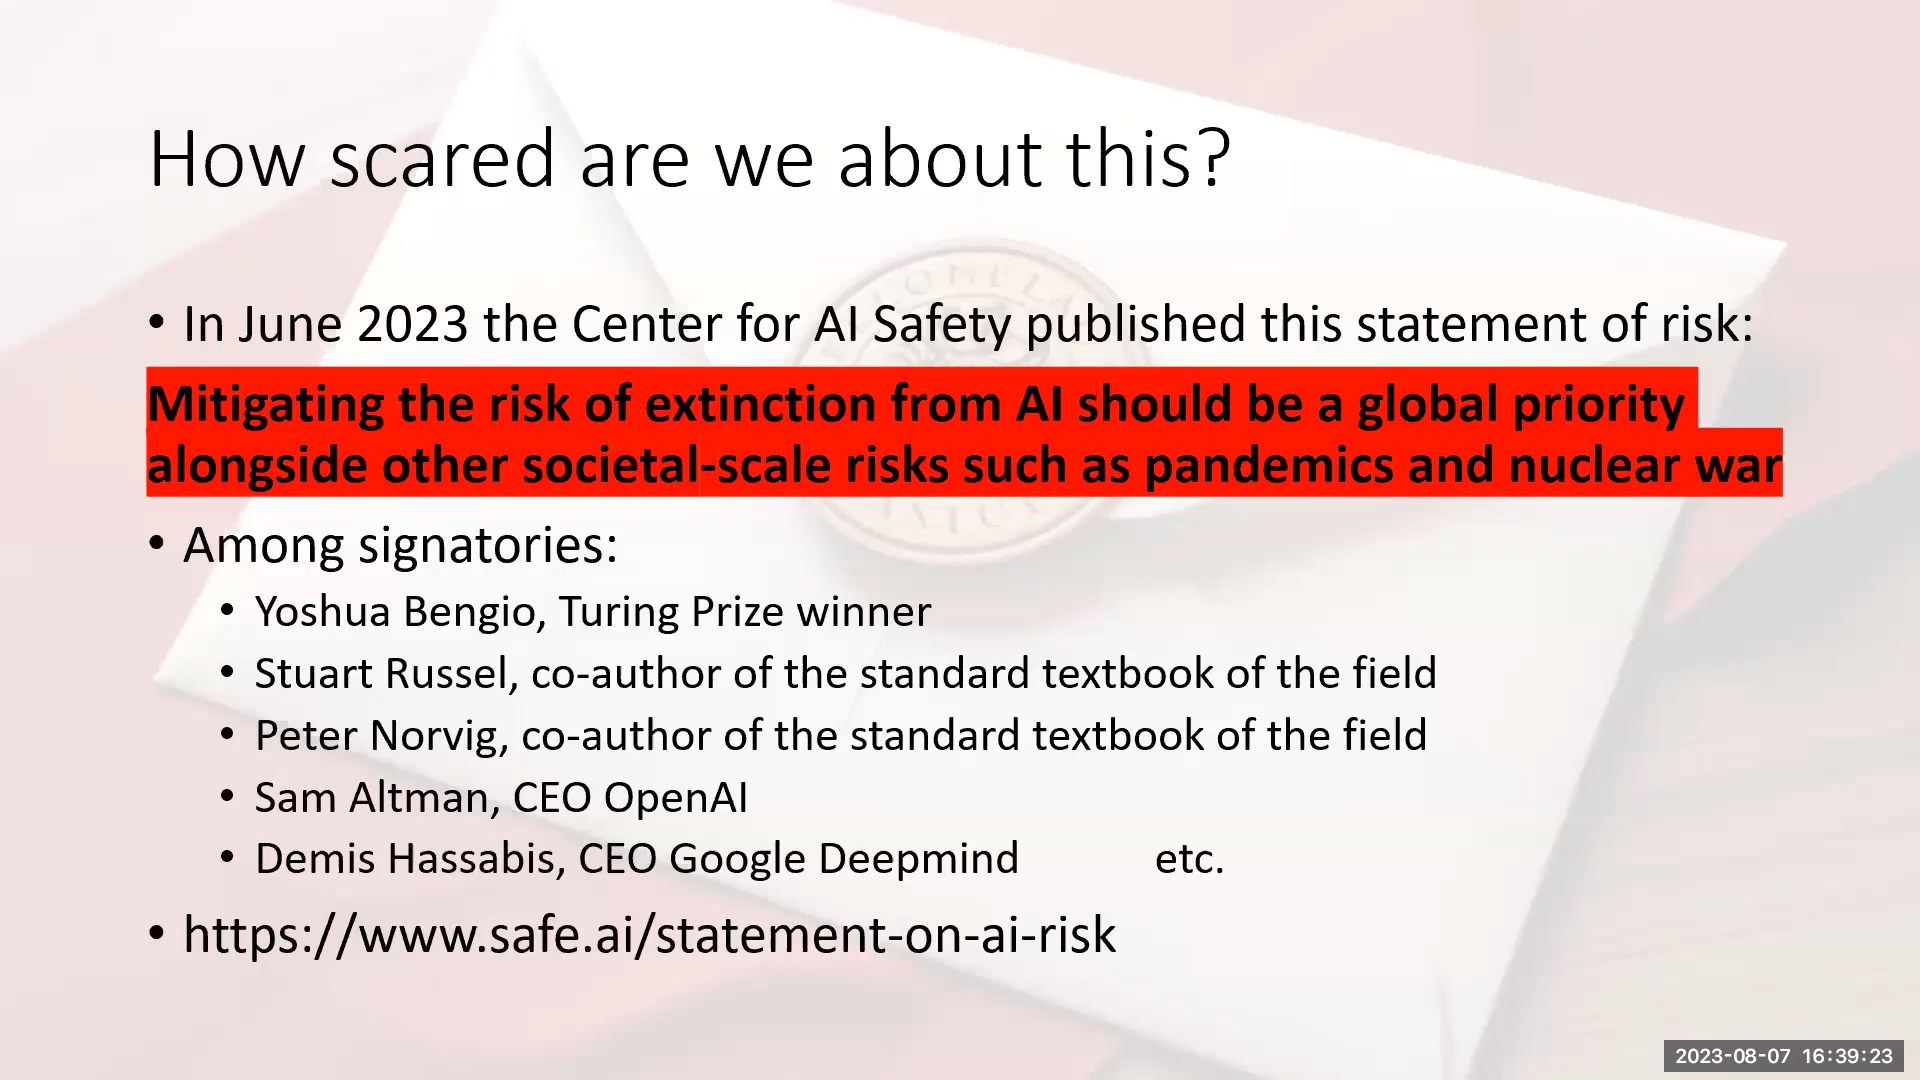 How scared are we about this?
• In June 2023 the Center for AI Safety published this statement of risk:
Mitigating the risk of extinction from AI should be a global priority
alongside other societal-scale risks such as pandemics and nuclear war
• Among signatories:
• Yoshua Bengio, Turing Prize winner
• Stuart Russel, co-author of the standard textbook of the field
• Peter Norvig, co-author of the standard textbook of the field
• Sam Altman, CEO OpenAI
• Demis Hassabis, CEO Google Deepmind etc.
• https://www.safe.ai/statement-on-ai-risk
2023-08-07 16:39:23